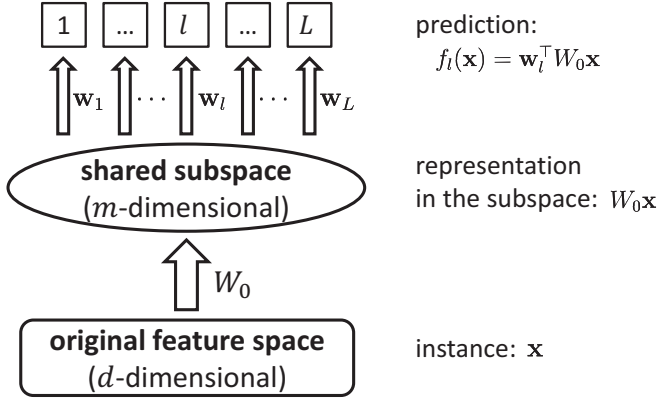 1 ... l ... L
prediction:
f_l(𝐱) = 𝐰_l^⊤ W_0 𝐱
𝐰_1 ··· 𝐰_l ··· 𝐰_L
shared subspace
(m-dimensional)
representation
in the subspace: W_0𝐱
W_0
original feature space
(d-dimensional)
instance: 𝐱